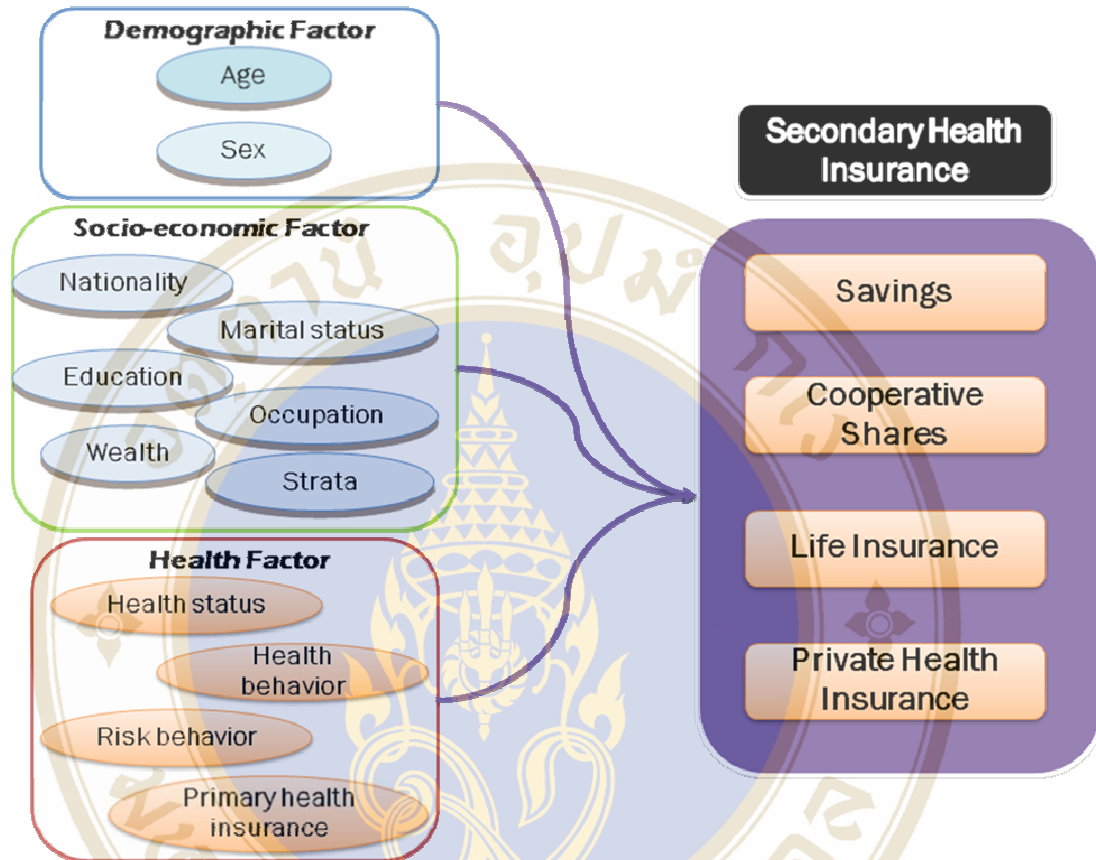 Demographic Factor
Age
Sex
Socio-economic Factor
Nationality
Marital status
Education
Occupation
Wealth
Strata
Health Factor
Health status
Health
behavior
Risk behavior
Primary health
insurance
Secondary Health
Insurance
Savings
Cooperative
Shares
Life Insurance
Private Health
Insurance